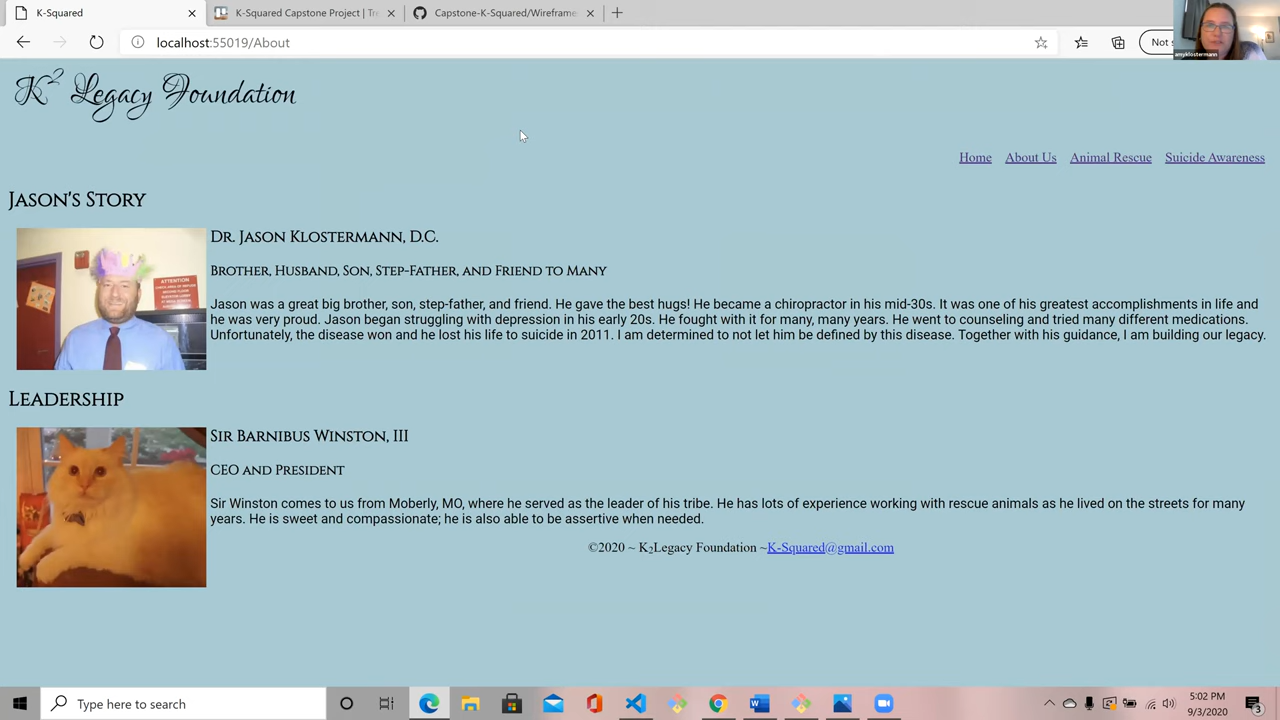 K-Squared
K-Squared Capstone Project | Tre
Capstone-K-Squared/Wireframe
localhost:55019/About
Not s
amyklostermann
K² Legacy Foundation
Home About Us Animal Rescue Suicide Awareness
Jason's Story
Dr. Jason Klostermann, D.C.
Brother, Husband, Son, Step-Father, and Friend to Many
ATTENTION
Jason was a great big brother, son, step-father, and friend. He gave the best hugs! He became a chiropractor in his mid-30s. It was one of his greatest accomplishments in life and
he was very proud. Jason began struggling with depression in his early 20s. He fought with it for many, many years. He went to counseling and tried many different medications.
Unfortunately, the disease won and he lost his life to suicide in 2011. I am determined to not let him be defined by this disease. Together with his guidance, I am building our legacy.
Leadership
Sir Barnibus Winston, III
CEO and President
Sir Winston comes to us from Moberly, MO, where he served as the leader of his tribe. He has lots of experience working with rescue animals as he lived on the streets for many
years. He is sweet and compassionate; he is also able to be assertive when needed.
©2020 ~ K₂Legacy Foundation ~K-Squared@gmail.com
Type here to search
5:02 PM
9/3/2020
3